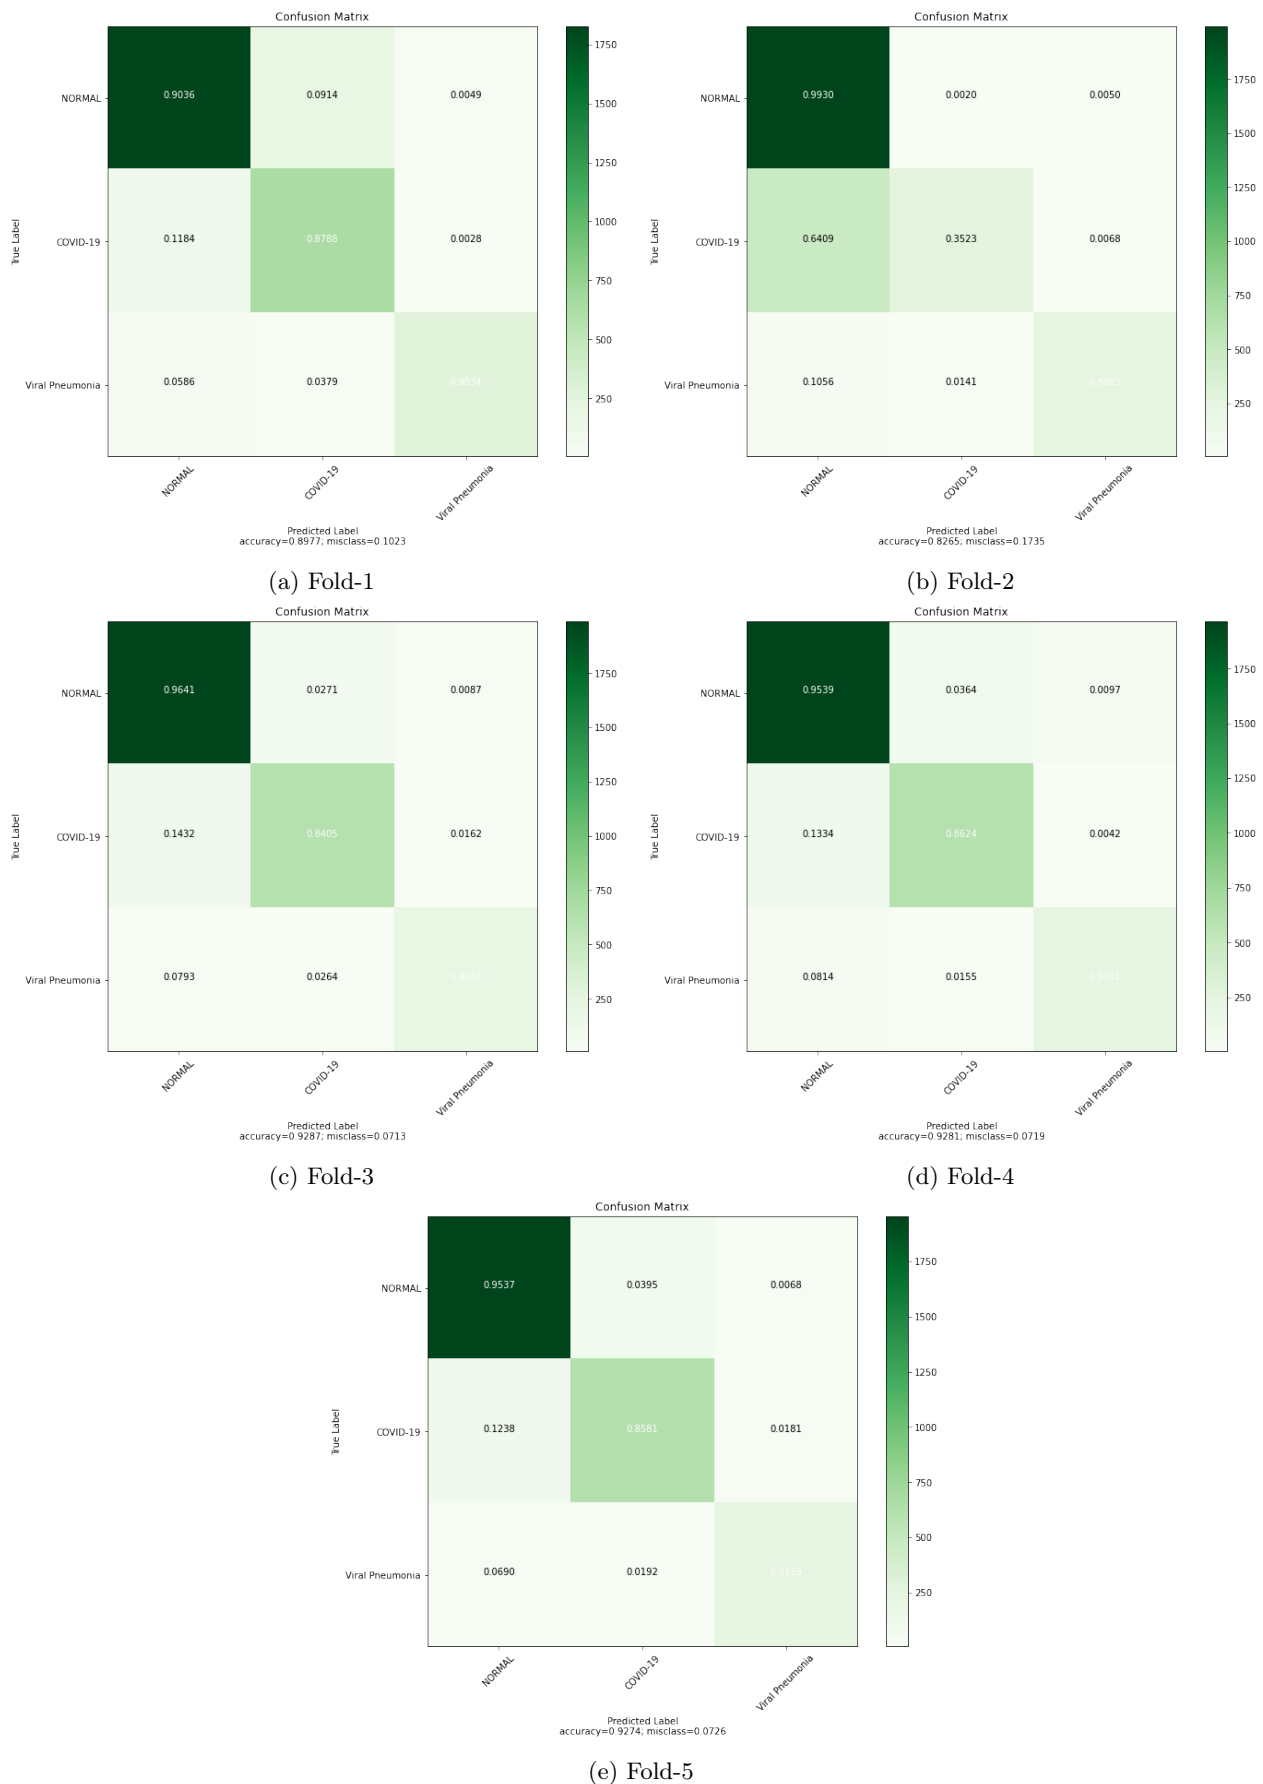 Confusion Matrix
NORMAL
0.9036 0.0914 0.0049
COVID-19
0.1184 0.8788 0.0028
Viral Pneumonia
0.0586 0.0379 0.9034
True Label
NORMAL COVID-19 Viral Pneumonia
Predicted Label
accuracy=0.8977; misclass=0.1023
1750
1500
1250
1000
750
500
250
(a) Fold-1
Confusion Matrix
NORMAL
0.9930 0.0020 0.0050
COVID-19
0.6409 0.3523 0.0068
Viral Pneumonia
0.1056 0.0141 0.8803
True Label
NORMAL COVID-19 Viral Pneumonia
Predicted Label
accuracy=0.8265; misclass=0.1735
1750
1500
1250
1000
750
500
250
(b) Fold-2
Confusion Matrix
NORMAL
0.9641 0.0271 0.0087
COVID-19
0.1432 0.8405 0.0162
Viral Pneumonia
0.0793 0.0264 0.8943
True Label
NORMAL COVID-19 Viral Pneumonia
Predicted Label
accuracy=0.9287; misclass=0.0713
1750
1500
1250
1000
750
500
250
(c) Fold-3
Confusion Matrix
NORMAL
0.9539 0.0364 0.0097
COVID-19
0.1334 0.8624 0.0042
Viral Pneumonia
0.0814 0.0155 0.9031
True Label
NORMAL COVID-19 Viral Pneumonia
Predicted Label
accuracy=0.9281; misclass=0.0719
1750
1500
1250
1000
750
500
250
(d) Fold-4
Confusion Matrix
NORMAL
0.9537 0.0395 0.0068
COVID-19
0.1238 0.8581 0.0181
Viral Pneumonia
0.0690 0.0192 0.9119
True Label
NORMAL COVID-19 Viral Pneumonia
Predicted Label
accuracy=0.9274; misclass=0.0726
1750
1500
1250
1000
750
500
250
(e) Fold-5